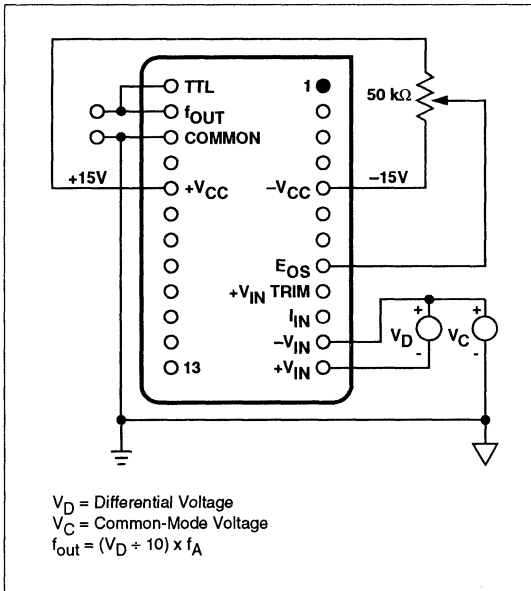 TTL
1
50 kΩ
fOUT
COMMON
+15V
+VCC
−VCC
−15V
EOS
+VIN TRIM
IIN
−VIN
+
+
VD
VC
-
-
13
+VIN
VD = Differential Voltage
VC = Common-Mode Voltage
fout = (VD ÷ 10) x fA